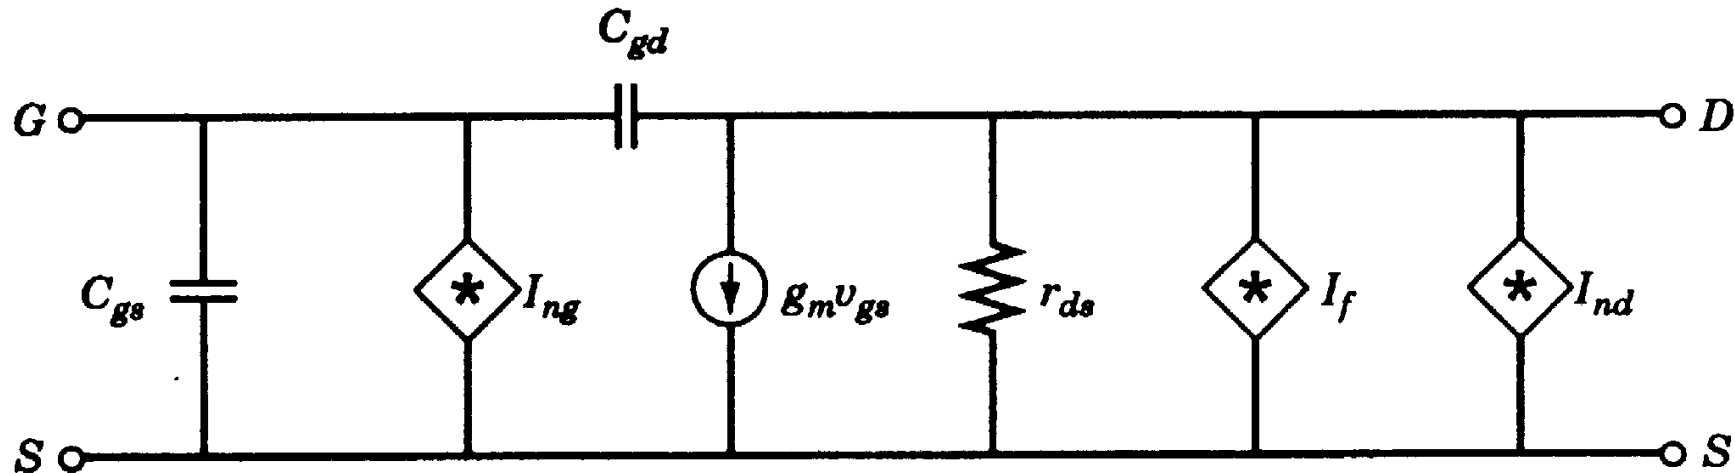 C_gd
G
D
C_gs
*
I_ng
g_m v_gs
r_ds
*
I_f
*
I_nd
S
S